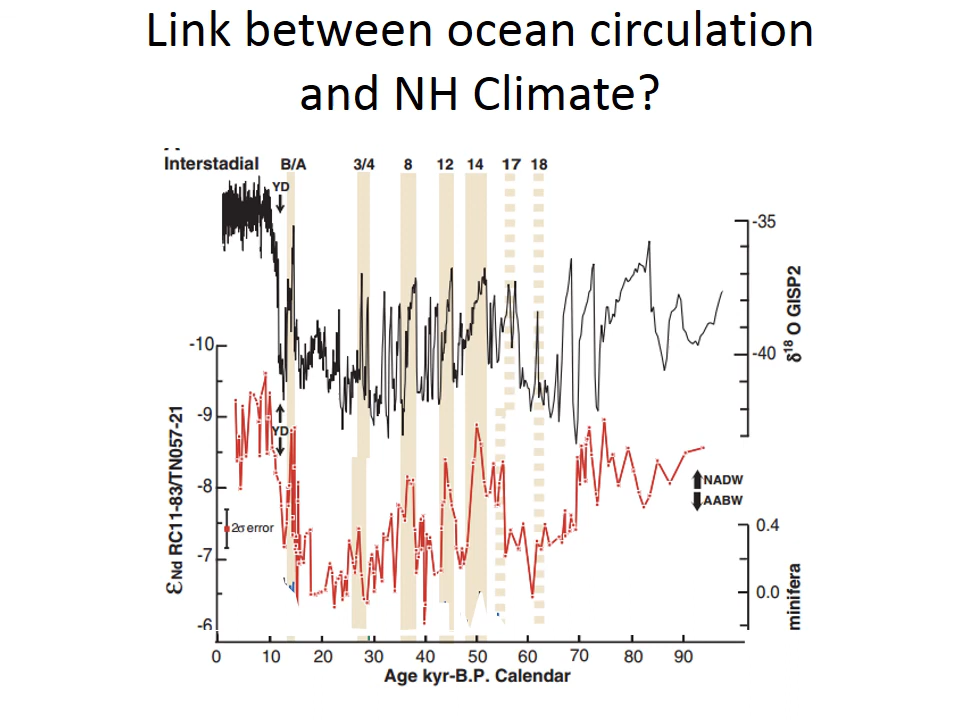 Link between ocean circulation
and NH Climate?
Interstadial B/A 3/4 8 12 14 17 18
YD
-35
-40
δ18 O GISP2
-10
-9
-8
-7
-6
YD
εNd RC11-83/TN057-21
2σ error
NADW
AABW
0.4
0.0
minifera
0 10 20 30 40 50 60 70 80 90
Age kyr-B.P. Calendar